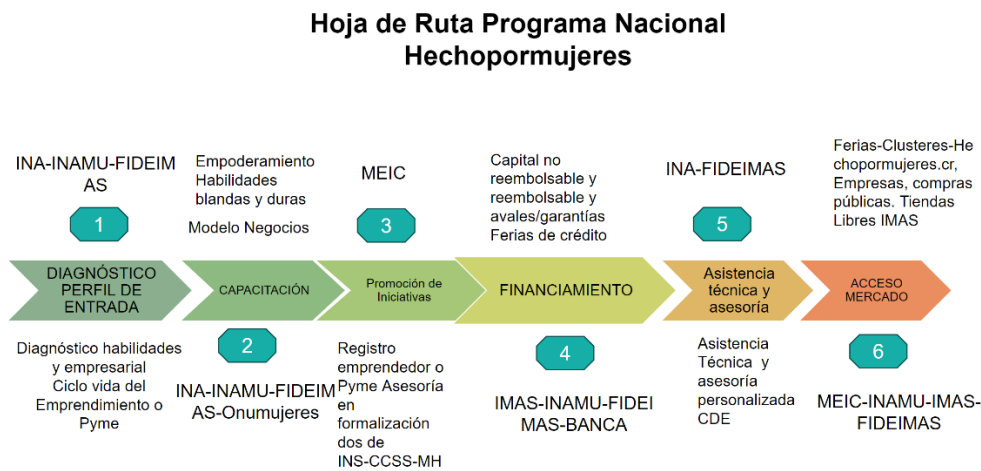 Hoja de Ruta Programa Nacional
Hechopormujeres
INA-INAMU-FIDEIM
AS
1
DIAGNÓSTICO
PERFIL DE
ENTRADA
Diagnóstico habilidades
y empresarial
Ciclo vida del
Emprendimiento o
Pyme
Empoderamiento
Habilidades
blandas y duras
Modelo Negocios
CAPACITACIÓN
2
INA-INAMU-FIDEIM
AS-Onumujeres
MEIC
3
Promoción de
Iniciativas
Registro
emprendedor o
Pyme Asesoría
en
formalización
dos de
INS-CCSS-MH
Capital no
reembolsable y
reembolsable y
avales/garantías
Ferias de crédito
FINANCIAMIENTO
4
IMAS-INAMU-FIDEI
MAS-BANCA
INA-FIDEIMAS
5
Asistencia
técnica y
asesoría
Asistencia
Técnica y
asesoría
personalizada
CDE
Ferias-Clusteres-He
chopormujeres.cr,
Empresas, compras
públicas. Tiendas
Libres IMAS
ACCESO
MERCADO
6
MEIC-INAMU-IMAS-
FIDEIMAS